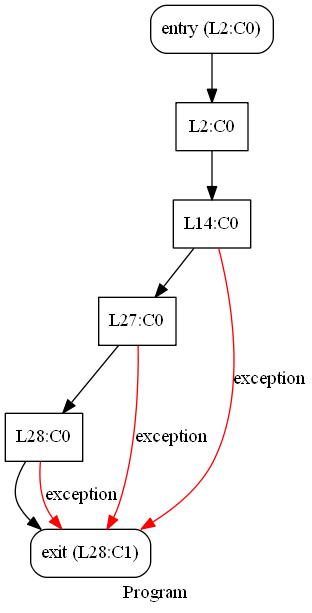 entry (L2:C0)
L2:C0
L14:C0
L27:C0
exception
L28:C0
exception
exception
exit (L28:C1)
Program